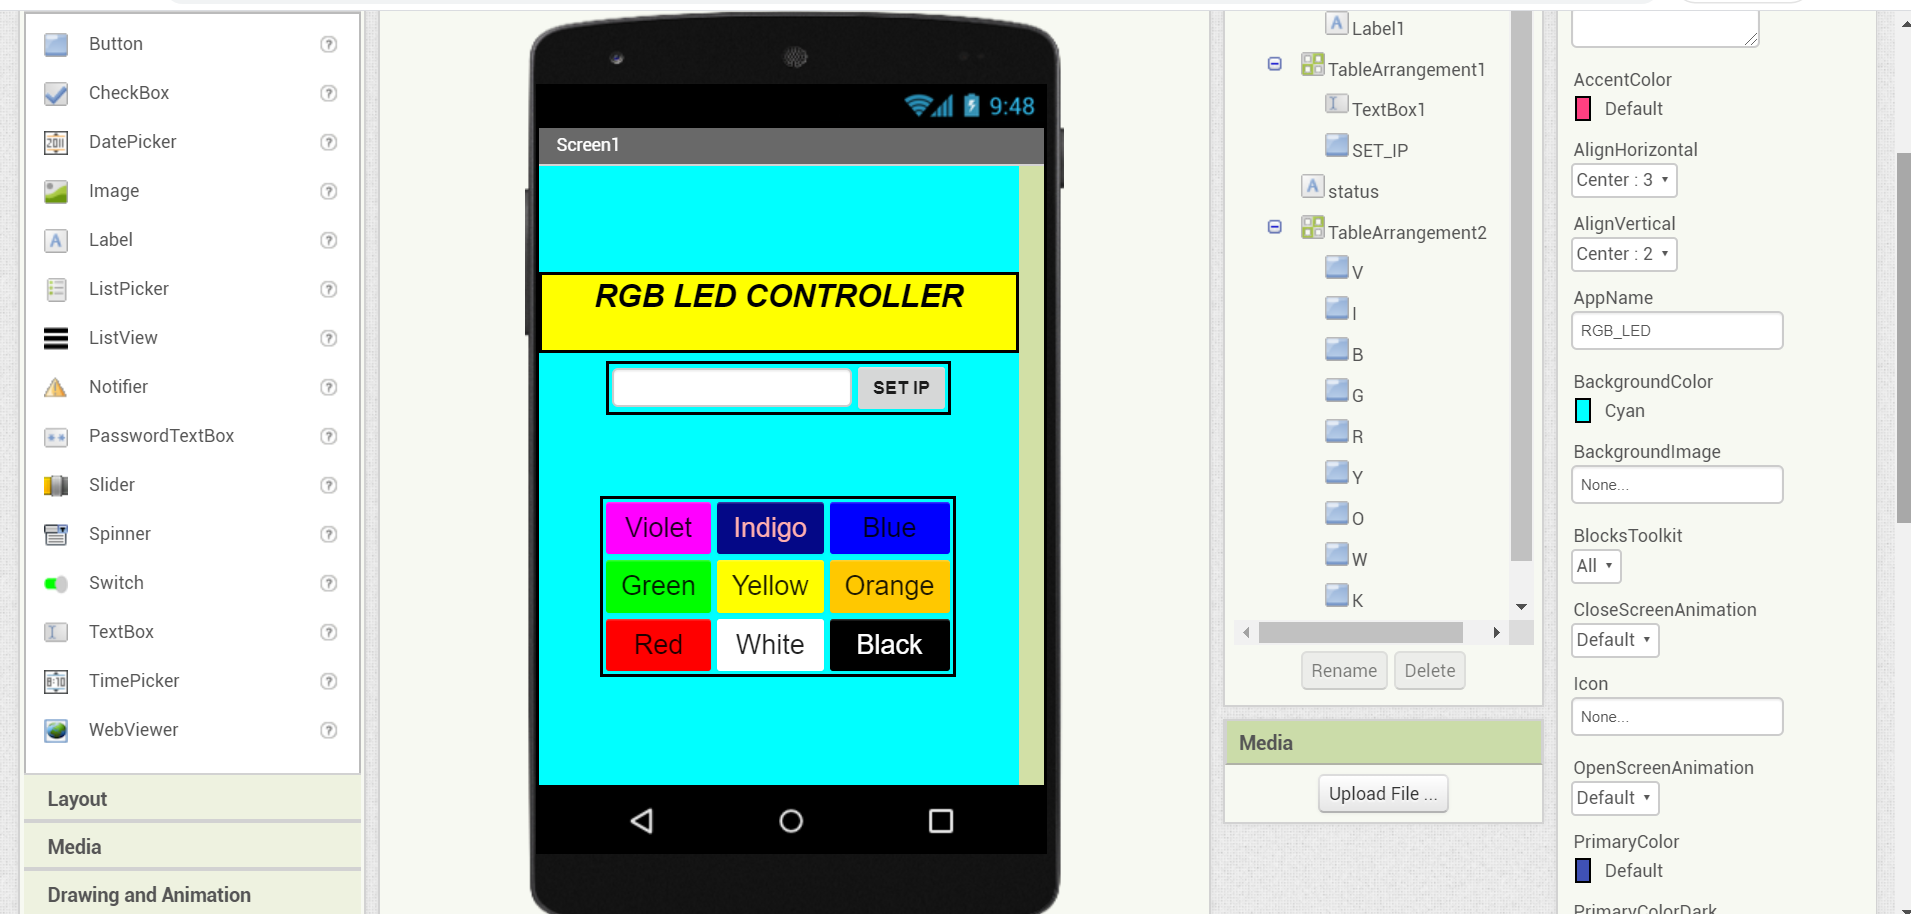 Button
CheckBox
DatePicker
Image
Label
ListPicker
ListView
Notifier
PasswordTextBox
Slider
Spinner
Switch
TextBox
TimePicker
WebViewer
Layout
Media
Drawing and Animation
9:48
Screen1
RGB LED CONTROLLER
SET IP
Violet Indigo Blue
Green Yellow Orange
Red White Black
Label1
TableArrangement1
TextBox1
SET_IP
status
TableArrangement2
V
I
B
G
R
Y
O
W
K
Rename Delete
Media
Upload File ...
AccentColor
Default
AlignHorizontal
Center : 3
AlignVertical
Center : 2
AppName
RGB_LED
BackgroundColor
Cyan
BackgroundImage
None...
BlocksToolkit
All
CloseScreenAnimation
Default
Icon
None...
OpenScreenAnimation
Default
PrimaryColor
Default
PrimaryColorDark